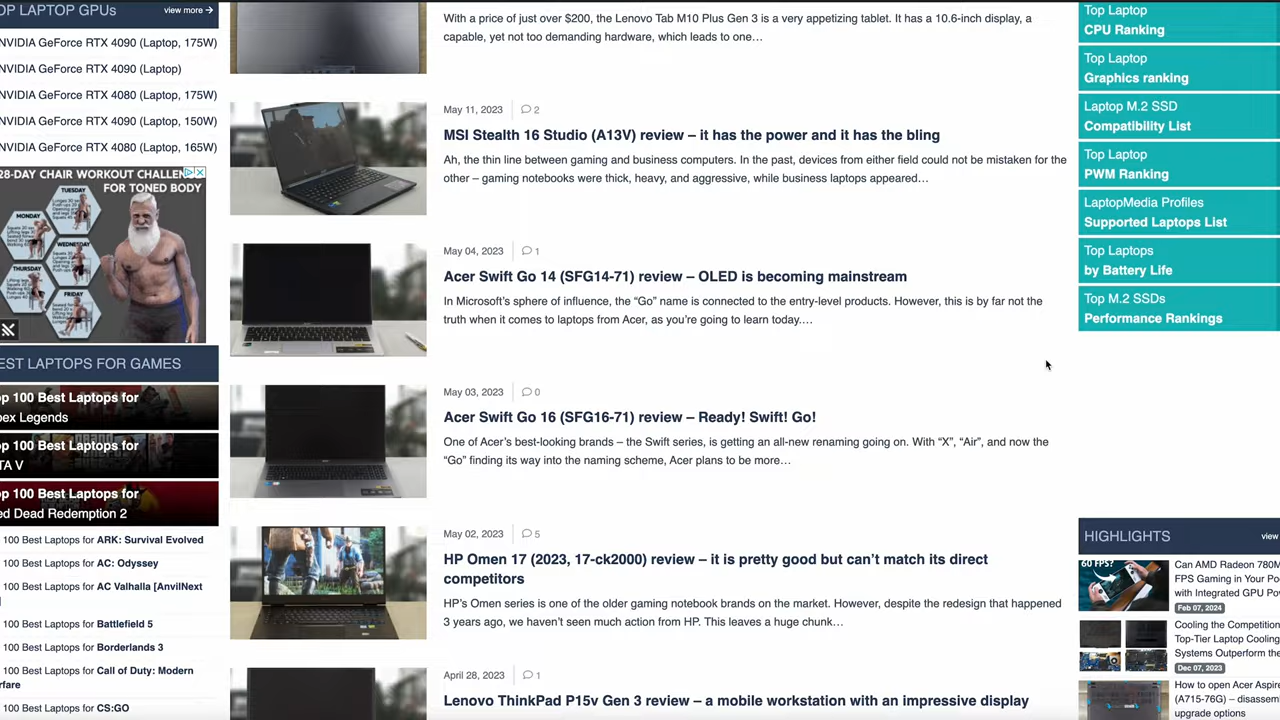 OP LAPTOP GPUs
view more →
NVIDIA GeForce RTX 4090 (Laptop, 175W)
NVIDIA GeForce RTX 4090 (Laptop)
NVIDIA GeForce RTX 4080 (Laptop, 175W)
NVIDIA GeForce RTX 4090 (Laptop, 150W)
NVIDIA GeForce RTX 4080 (Laptop, 165W)
28-DAY CHAIR WORKOUT CHALLEN
FOR TONED BODY
TUESDAY
MONDAY
WEDNESDAY
THURSDAY
FRIDAY
EST LAPTOPS FOR GAMES
op 100 Best Laptops for
pex Legends
op 100 Best Laptops for
TA V
op 100 Best Laptops for
ed Dead Redemption 2
100 Best Laptops for ARK: Survival Evolved
100 Best Laptops for AC: Odyssey
100 Best Laptops for AC Valhalla [AnvilNext
]
100 Best Laptops for Battlefield 5
100 Best Laptops for Borderlands 3
100 Best Laptops for Call of Duty: Modern
rfare
100 Best Laptops for CS:GO
With a price of just over $200, the Lenovo Tab M10 Plus Gen 3 is a very appetizing tablet. It has a 10.6-inch display, a
capable, yet not too demanding hardware, which leads to one…
May 11, 2023
2
MSI Stealth 16 Studio (A13V) review – it has the power and it has the bling
Ah, the thin line between gaming and business computers. In the past, devices from either field could not be mistaken for the
other – gaming notebooks were thick, heavy, and aggressive, while business laptops appeared…
May 04, 2023
1
Acer Swift Go 14 (SFG14-71) review – OLED is becoming mainstream
In Microsoft’s sphere of influence, the “Go” name is connected to the entry-level products. However, this is by far not the
truth when it comes to laptops from Acer, as you’re going to learn today.…
May 03, 2023
0
Acer Swift Go 16 (SFG16-71) review – Ready! Swift! Go!
One of Acer’s best-looking brands – the Swift series, is getting an all-new renaming going on. With “X”, “Air”, and now the
“Go” finding its way into the naming scheme, Acer plans to be more…
May 02, 2023
5
HP Omen 17 (2023, 17-ck2000) review – it is pretty good but can’t match its direct
competitors
HP’s Omen series is one of the older gaming notebook brands on the market. However, despite the redesign that happened
3 years ago, we haven’t seen much action from HP. This leaves a huge chunk…
April 28, 2023
1
Lenovo ThinkPad P15v Gen 3 review – a mobile workstation with an impressive display
Top Laptop
CPU Ranking
Top Laptop
Graphics ranking
Laptop M.2 SSD
Compatibility List
Top Laptop
PWM Ranking
LaptopMedia Profiles
Supported Laptops List
Top Laptops
by Battery Life
Top M.2 SSDs
Performance Rankings
HIGHLIGHTS
view
60 FPS?
Can AMD Radeon 780M
FPS Gaming in Your Po
with Integrated GPU Po
Feb 07, 2024
Cooling the Competition
Top-Tier Laptop Cooling
Systems Outperform the
Dec 07, 2023
How to open Acer Aspire
(A715-76G) – disassem
upgrade options